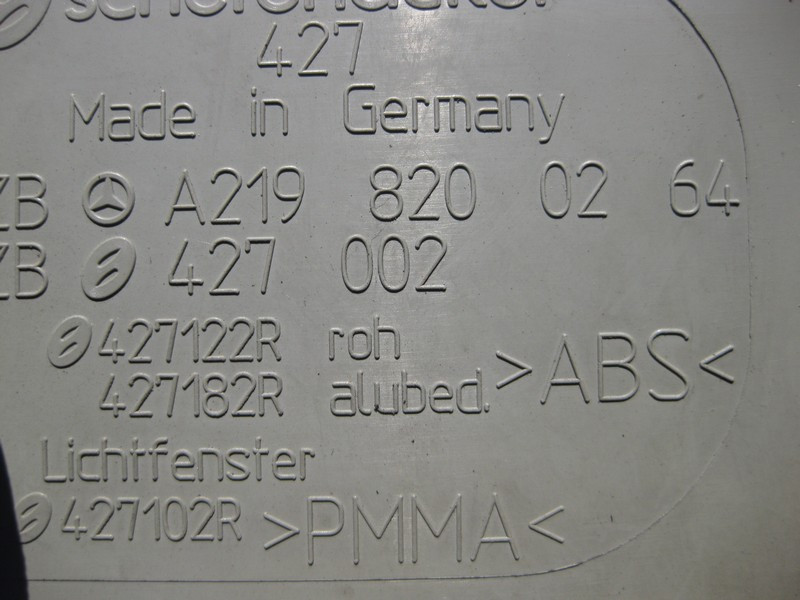 schefenacker
427
Made in Germany
ZB A219 820 02 64
ZB 427 002
427122R roh
427182R alubed. >ABS<
Lichtfenster
427102R >PMMA<